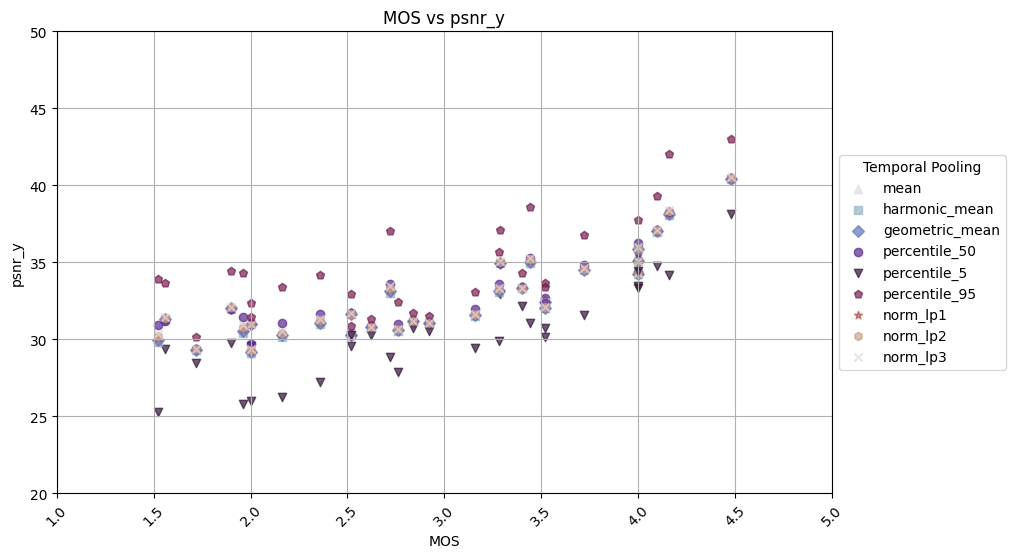 MOS vs psnr_y
50
45
40
35
30
25
20
psnr_y
1.0
1.5
2.0
2.5
3.0
3.5
4.0
4.5
5.0
MOS
Temporal Pooling
mean
harmonic_mean
geometric_mean
percentile_50
percentile_5
percentile_95
norm_lp1
norm_lp2
norm_lp3